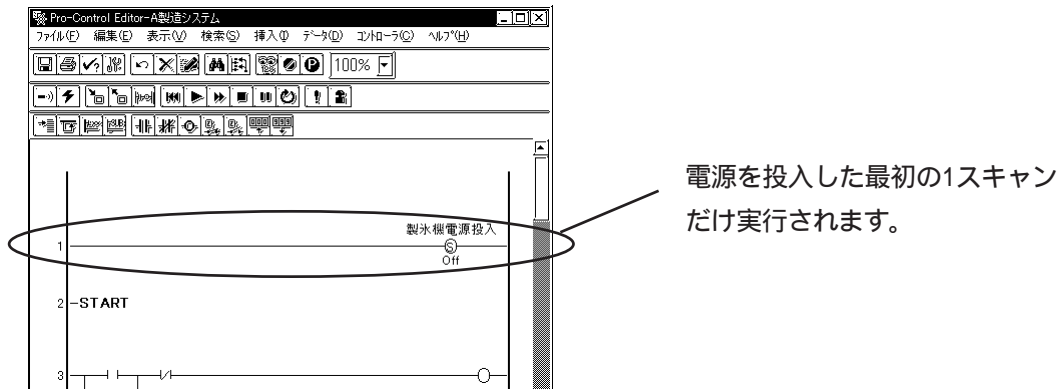 Pro-Control Editor-A製造システム
ファイル(F) 編集(E) 表示(V) 検索(S) 挿入(I) データ(D) コントローラ(C) ヘルプ(H)
100%
製氷機電源投入
1
S
Off
2 -START
3
電源を投入した最初の1スキャン
だけ実行されます。